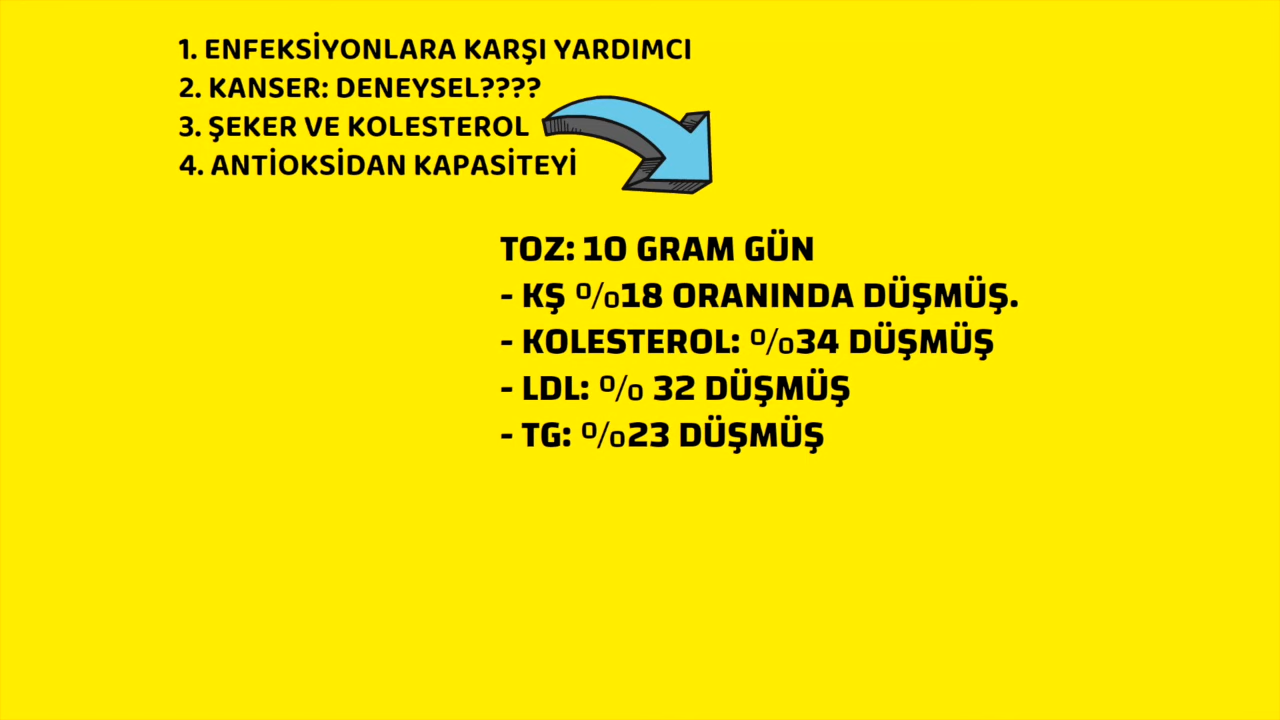 1. ENFEKSİYONLARA KARŞI YARDIMCI
2. KANSER: DENEYSEL????
3. ŞEKER VE KOLESTEROL
4. ANTİOKSİDAN KAPASİTEYİ
TOZ: 10 GRAM GÜN
- KŞ %18 ORANINDA DÜŞMÜŞ.
- KOLESTEROL: %34 DÜŞMÜŞ
- LDL: % 32 DÜŞMÜŞ
- TG: %23 DÜŞMÜŞ